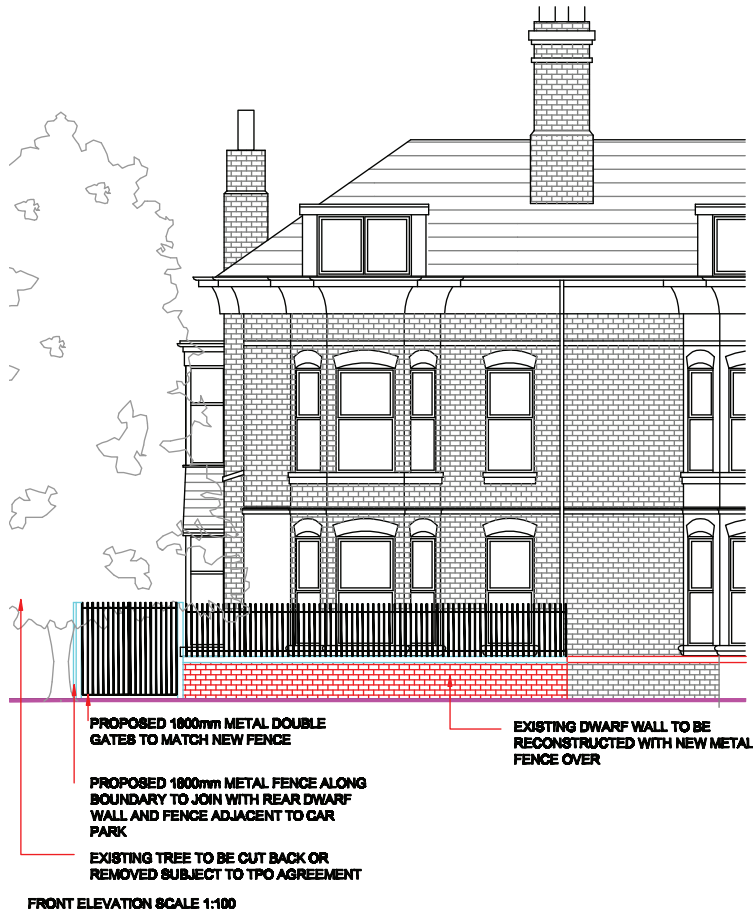 PROPOSED 1800mm METAL DOUBLE
GATES TO MATCH NEW FENCE
EXISTING DWARF WALL TO BE
RECONSTRUCTED WITH NEW METAL
FENCE OVER
PROPOSED 1800mm METAL FENCE ALONG
BOUNDARY TO JOIN WITH REAR DWARF
WALL AND FENCE ADJACENT TO CAR
PARK
EXISTING TREE TO BE CUT BACK OR
REMOVED SUBJECT TO TPO AGREEMENT
FRONT ELEVATION SCALE 1:100